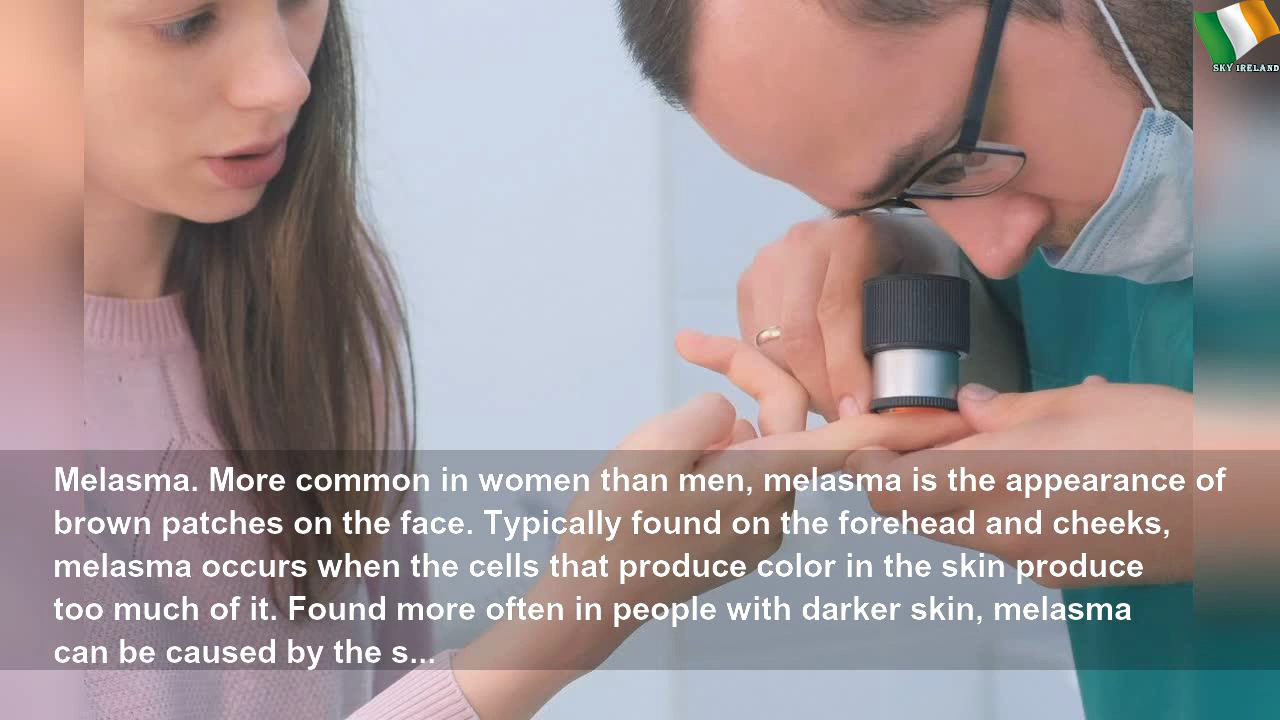 SKY IRELAND
Melasma. More common in women than men, melasma is the appearance of
brown patches on the face. Typically found on the forehead and cheeks,
melasma occurs when the cells that produce color in the skin produce
too much of it. Found more often in people with darker skin, melasma
can be caused by the s...